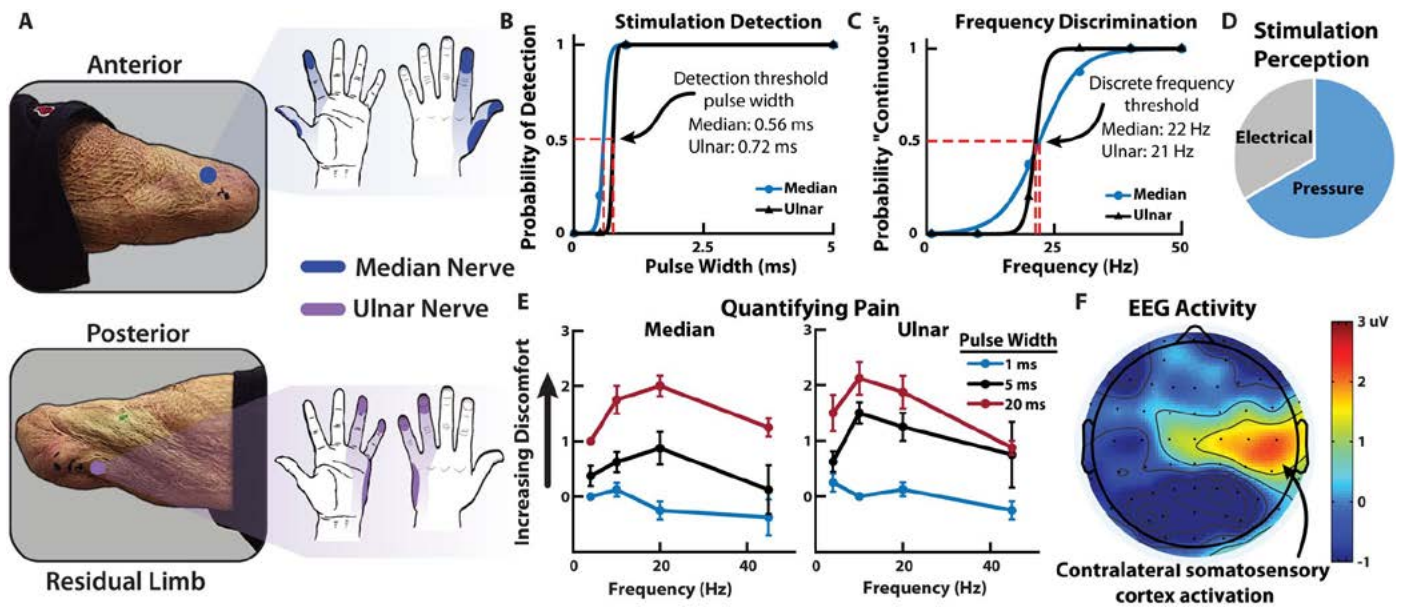 A
Anterior
Median Nerve
Ulnar Nerve
Posterior
Residual Limb
B
Stimulation Detection
Probability of Detection
1
0.5
0
Detection threshold
pulse width
Median: 0.56 ms
Ulnar: 0.72 ms
Median
Ulnar
0
2.5
5
Pulse Width (ms)
C
Frequency Discrimination
Probability "Continuous"
1
0.5
0
Discrete frequency
threshold
Median: 22 Hz
Ulnar: 21 Hz
Median
Ulnar
0
25
50
Frequency (Hz)
D
Stimulation
Perception
Electrical
Pressure
E
Quantifying Pain
Increasing Discomfort
Median
3
2
1
0
0
20
40
Frequency (Hz)
Ulnar
3
2
1
0
Pulse Width
1 ms
5 ms
20 ms
0
20
40
Frequency (Hz)
F
EEG Activity
3 uV
2
1
0
-1
Contralateral somatosensory
cortex activation